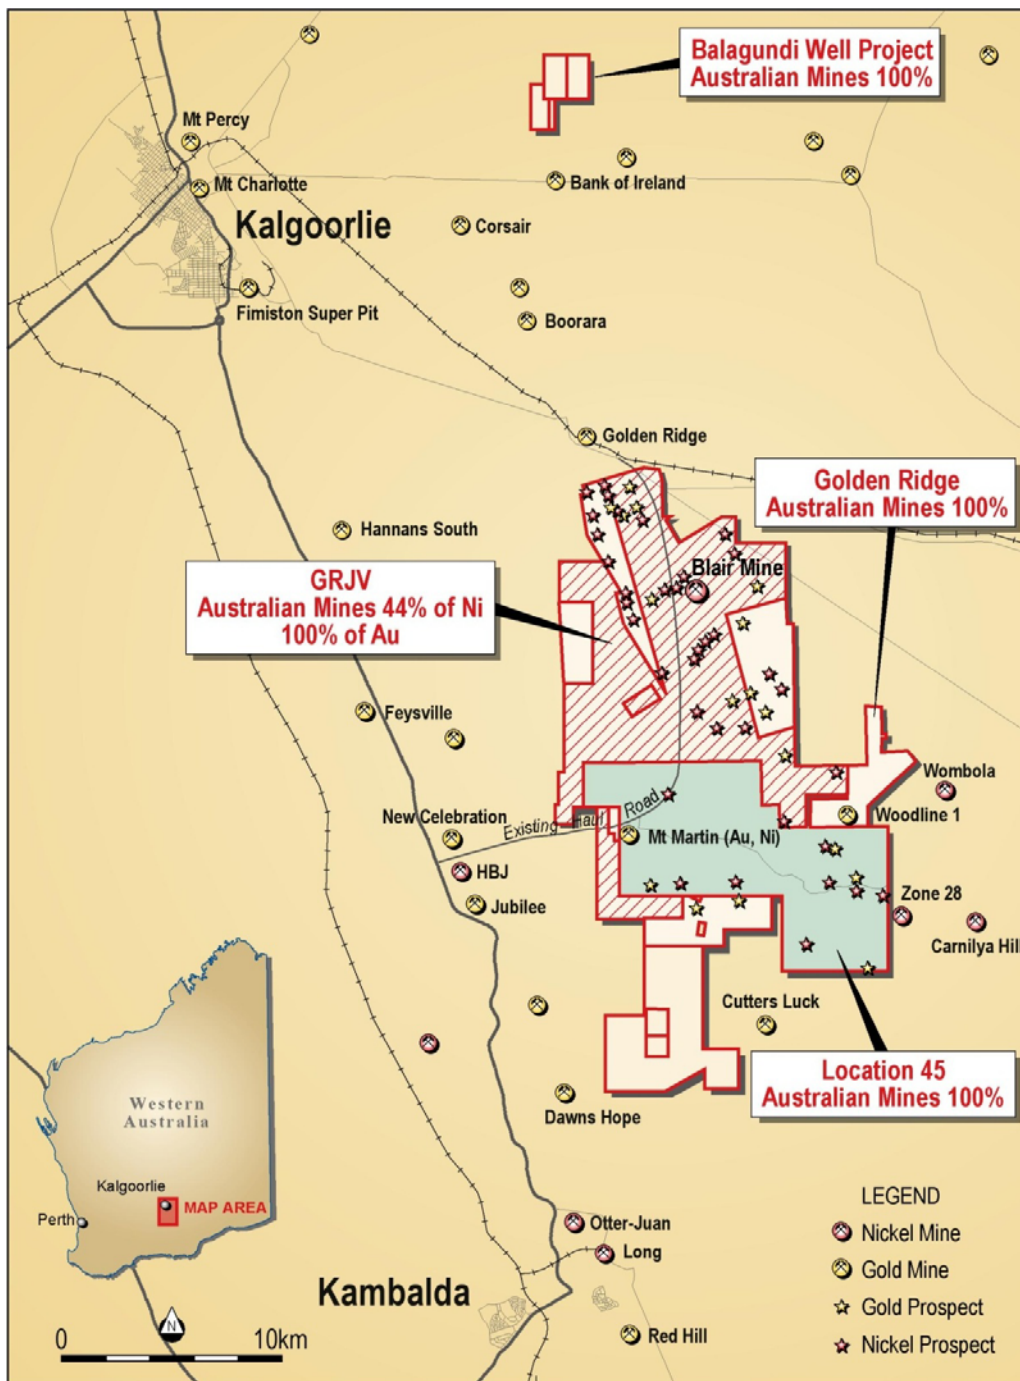 Balagundi Well Project
Australian Mines 100%
Mt Percy
Mt Charlotte
Bank of Ireland
Kalgoorlie
Corsair
Fimiston Super Pit
Boorara
Golden Ridge
Golden Ridge
Australian Mines 100%
Hannans South
Blair Mine
GRJV
Australian Mines 44% of Ni
100% of Au
Feysville
Wombola
New Celebration
Existing Haul Road
Woodline 1
Mt Martin (Au, Ni)
HBJ
Jubilee
Zone 28
Carnilya Hill
Cutters Luck
Location 45
Australian Mines 100%
Dawns Hope
Western
Australia
Kalgoorlie
MAP AREA
Perth
Otter-Juan
Long
Kambalda
Red Hill
LEGEND
Nickel Mine
Gold Mine
Gold Prospect
Nickel Prospect
N
0 10km